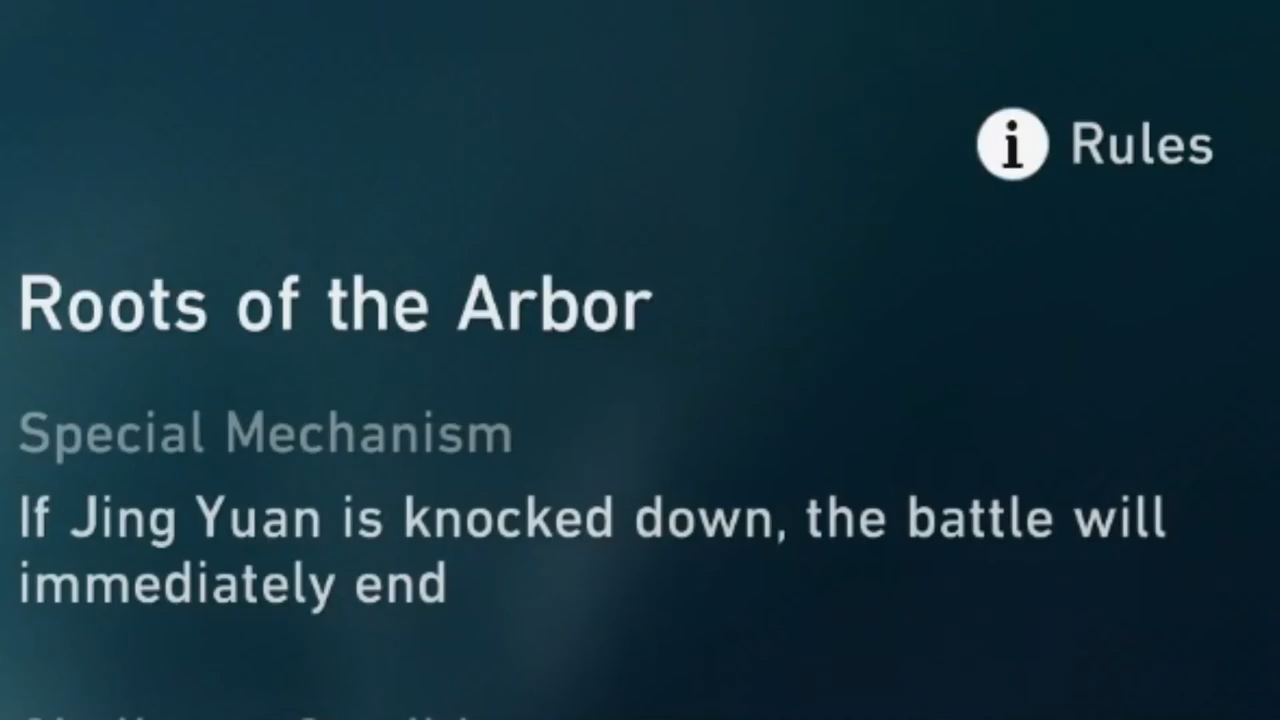 Rules
Roots of the Arbor
Special Mechanism
If Jing Yuan is knocked down, the battle will
immediately end